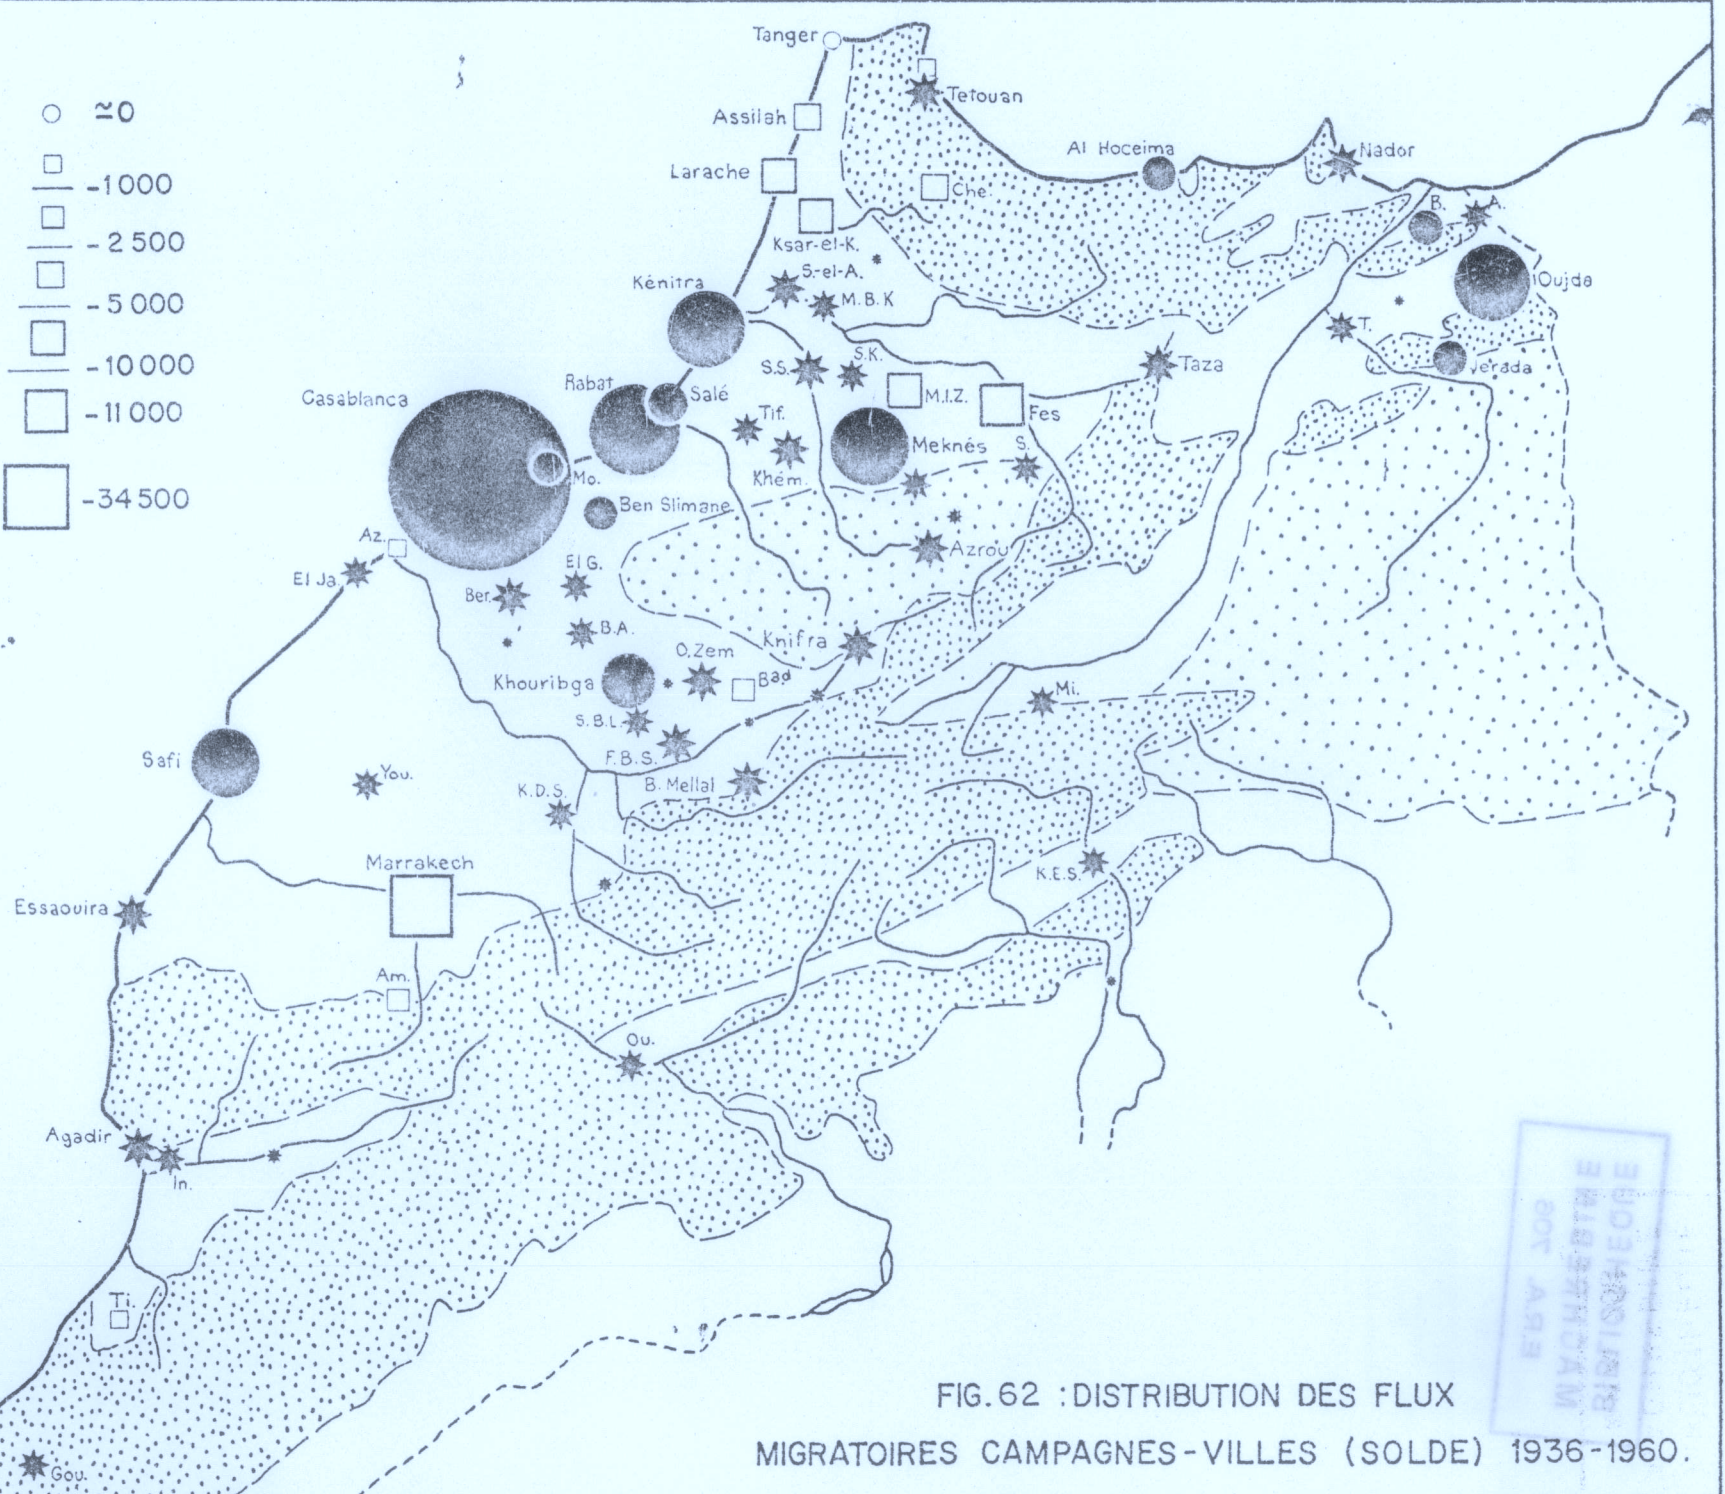 ≃0
-1000
-2500
-5000
-10000
-11000
-34500
Tanger
Tetouan
Assilah
Al Hoceima
Nador
Larache
Che.
B.
A.
Ksar-el-K.
S.-el-A.
Kénitra
M.B.K
Oujda
T.
S.K.
S.S.
Taza
Jerada
Rabat
Salé
Casablanca
M.I.Z.
Fes
Tif.
Meknés
S.
Khém.
Mo.
Ben Slimane
Az.
Azrou
El G.
El Ja.
Ber.
B.A.
Knifra
O.Zem
Khouribga
Bad
Mi.
S.B.L.
F.B.S.
Safi
You.
B. Mellal
K.D.S.
Marrakech
K.E.S.
Essaouira
Am.
Ou.
Agadir
In.
Ti.
Gou.
FIG.62 : DISTRIBUTION DES FLUX
MIGRATOIRES CAMPAGNES-VILLES (SOLDE) 1936-1960.
BIBLIOTHEQUE
MAGHREBINE
E.R.A. 706